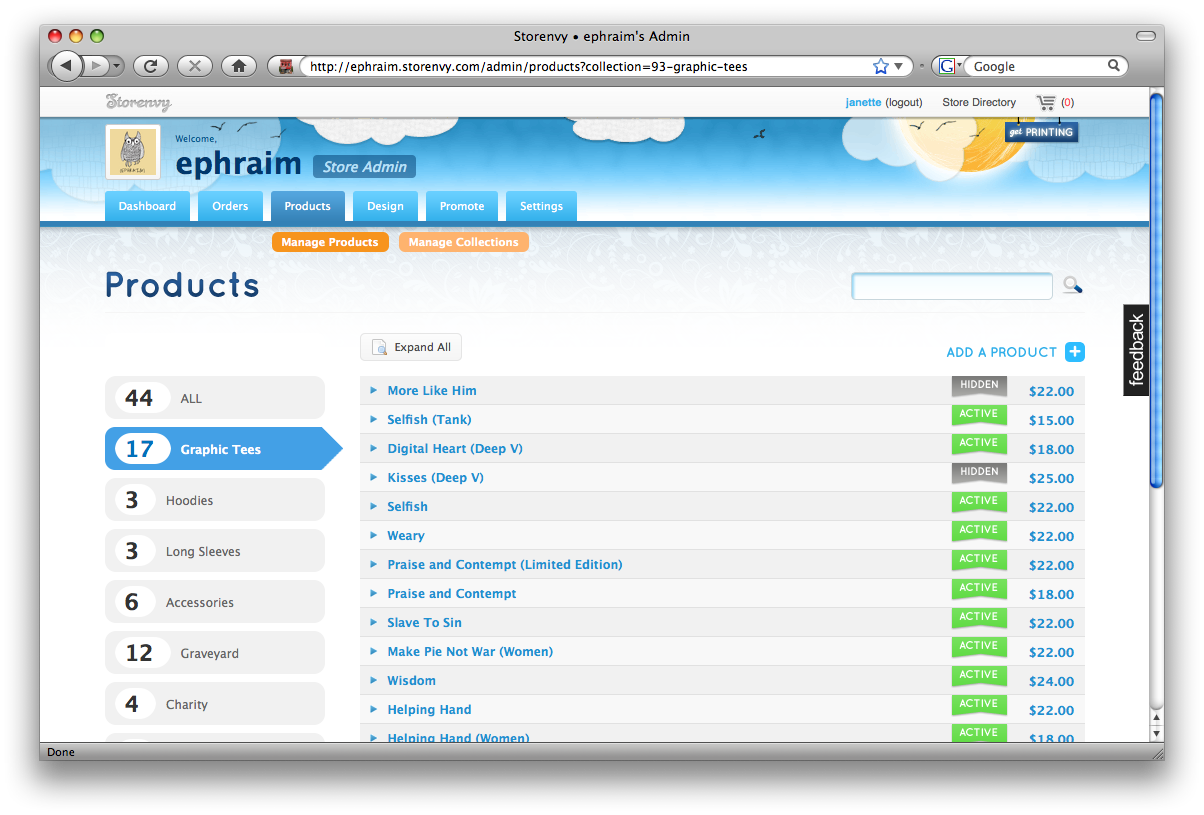 Storenvy • ephraim's Admin
http://ephraim.storenvy.com/admin/products?collection=93-graphic-tees
G Google
Storenvy
janette (logout) Store Directory (0)
get PRINTING
Welcome,
ephraim Store Admin
Dashboard Orders Products Design Promote Settings
Manage Products Manage Collections
Products
feedback
Expand All
ADD A PRODUCT +
44 ALL
17 Graphic Tees
3 Hoodies
3 Long Sleeves
6 Accessories
12 Graveyard
4 Charity
More Like Him HIDDEN $22.00
Selfish (Tank) ACTIVE $15.00
Digital Heart (Deep V) ACTIVE $18.00
Kisses (Deep V) HIDDEN $25.00
Selfish ACTIVE $22.00
Weary ACTIVE $22.00
Praise and Contempt (Limited Edition) ACTIVE $22.00
Praise and Contempt ACTIVE $18.00
Slave To Sin ACTIVE $22.00
Make Pie Not War (Women) ACTIVE $22.00
Wisdom ACTIVE $24.00
Helping Hand ACTIVE $22.00
Helping Hand (Women) ACTIVE $18.00
Done